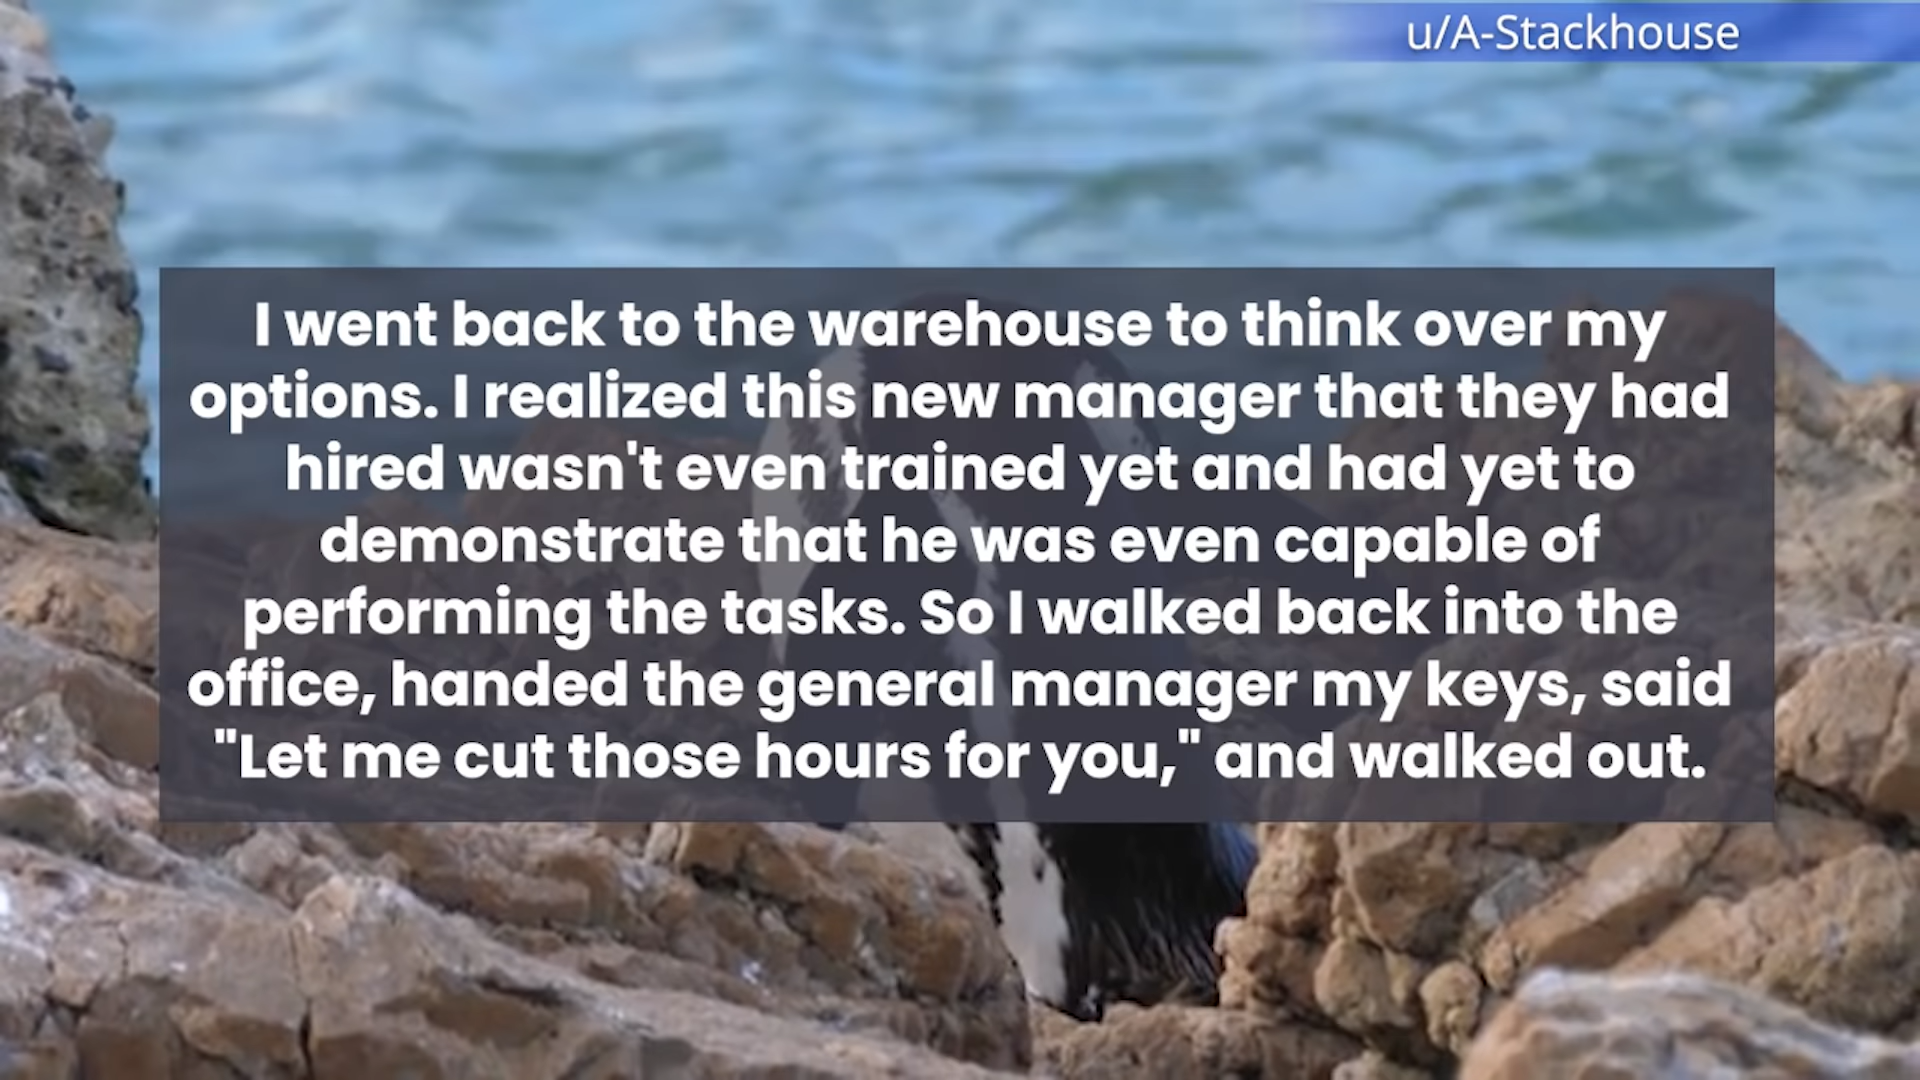 u/A-Stackhouse
I went back to the warehouse to think over my
options. I realized this new manager that they had
hired wasn't even trained yet and had yet to
demonstrate that he was even capable of
performing the tasks. So I walked back into the
office, handed the general manager my keys, said
"Let me cut those hours for you," and walked out.